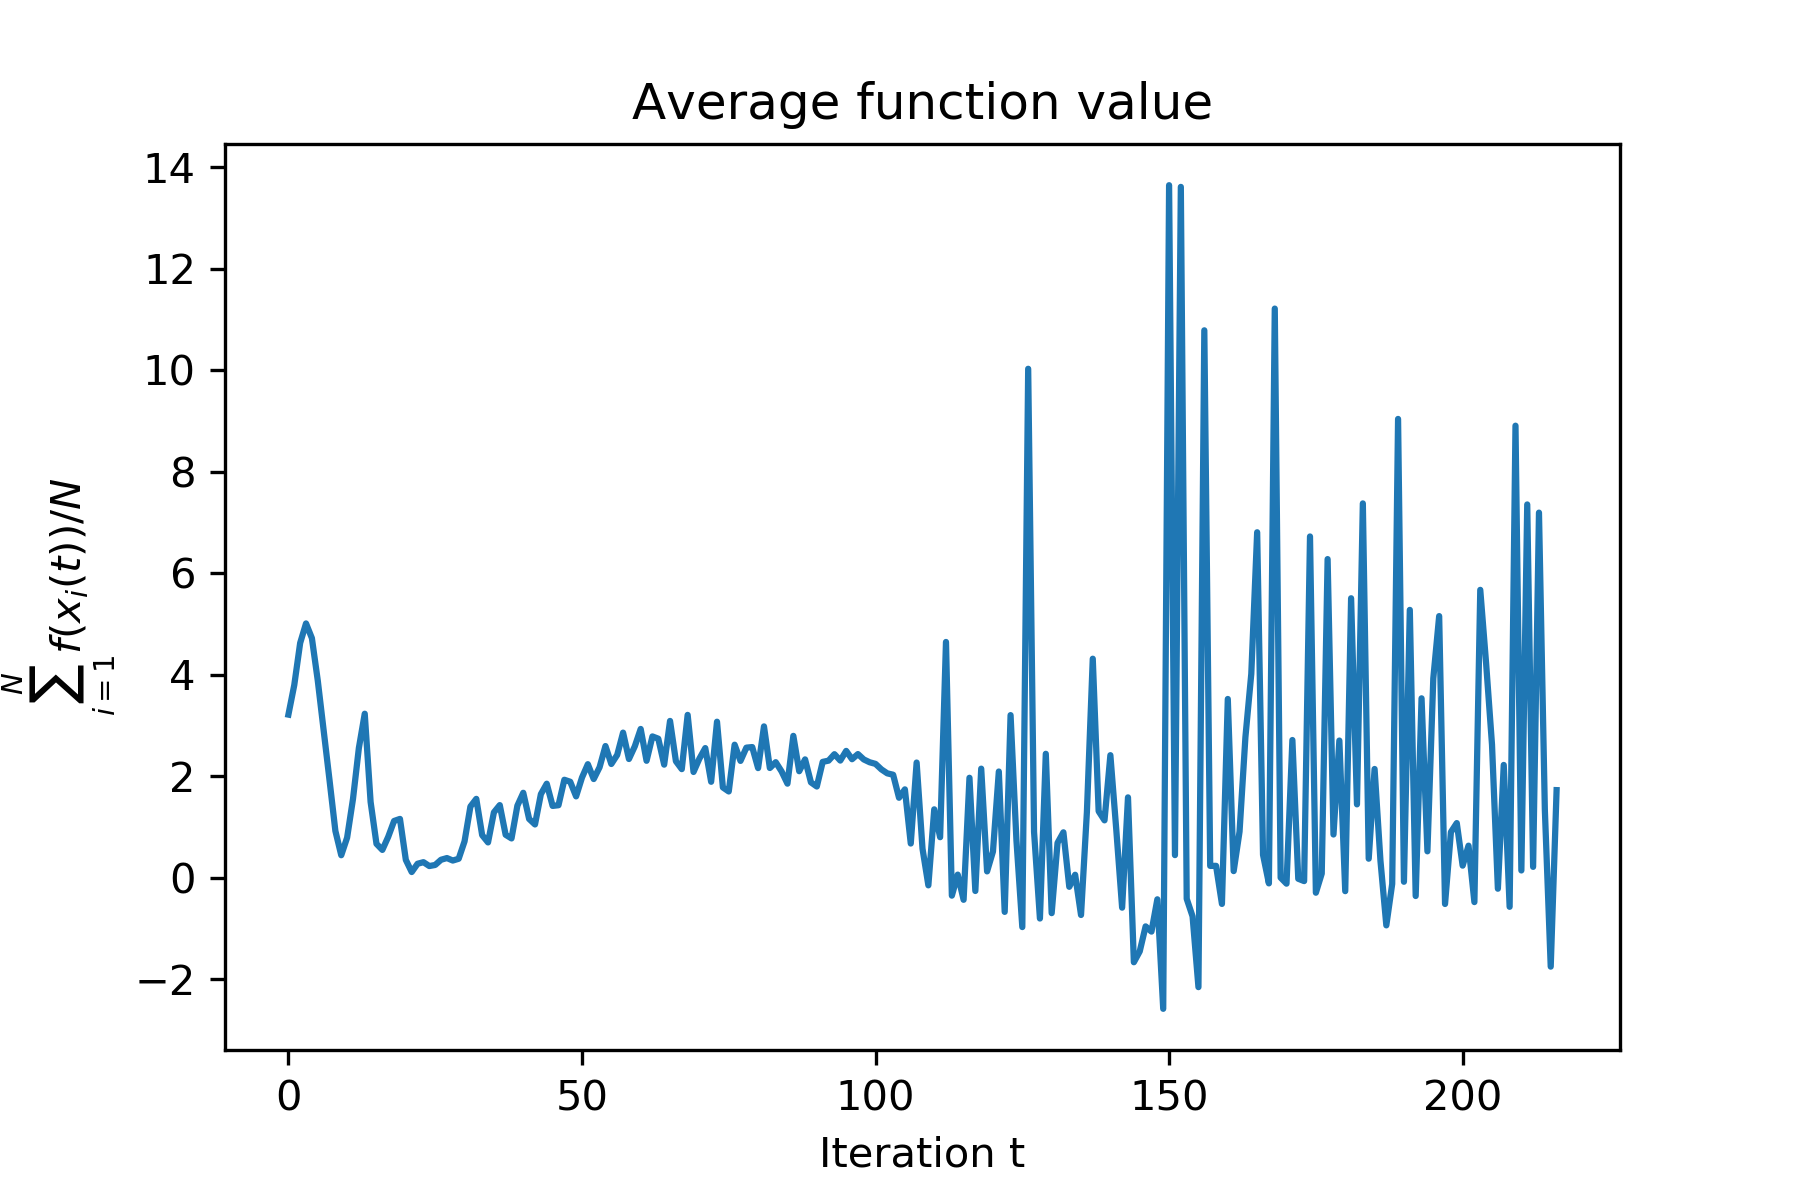 Average function value
14
12
10
8
6
4
2
0
−2
0 50 100 150 200
Iteration t
∑_{i=1}^{N} f(x_i(t))/N